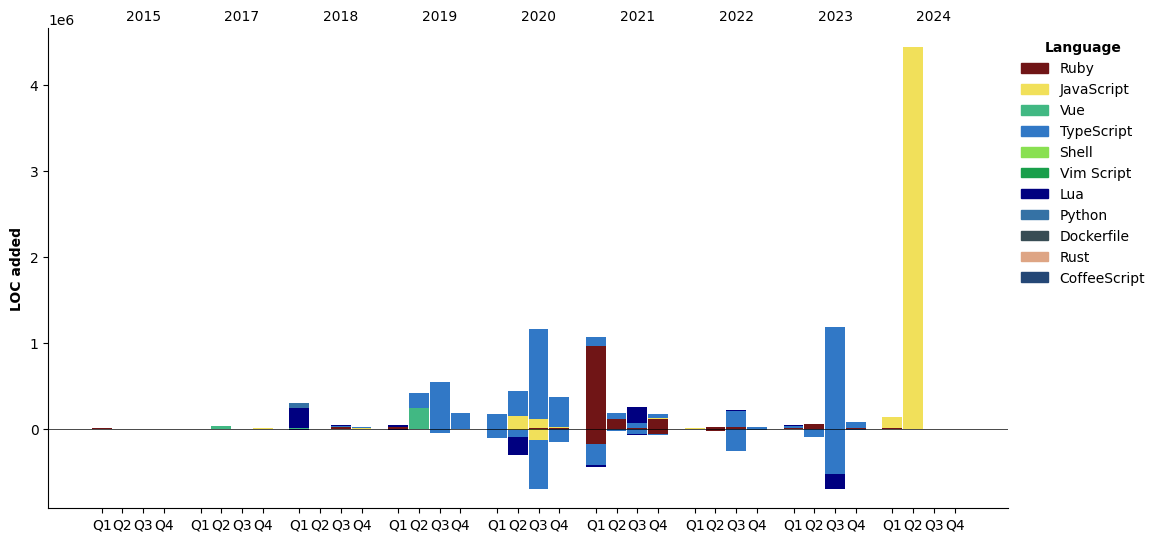 1e6
2015 2017 2018 2019 2020 2021 2022 2023 2024
LOC added
4
3
2
1
0
Q1 Q2 Q3 Q4 Q1 Q2 Q3 Q4 Q1 Q2 Q3 Q4 Q1 Q2 Q3 Q4 Q1 Q2 Q3 Q4 Q1 Q2 Q3 Q4 Q1 Q2 Q3 Q4 Q1 Q2 Q3 Q4 Q1 Q2 Q3 Q4
Language
Ruby
JavaScript
Vue
TypeScript
Shell
Vim Script
Lua
Python
Dockerfile
Rust
CoffeeScript